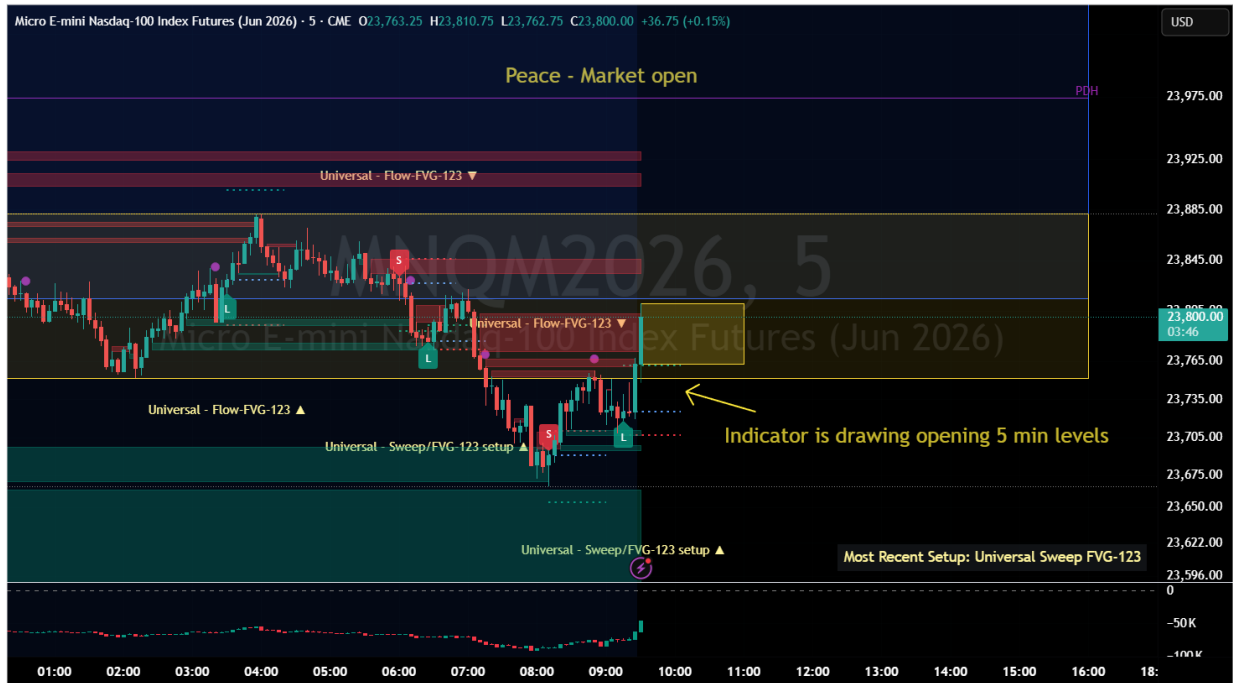 Micro E-mini Nasdaq-100 Index Futures (Jun 2026) · 5 · CME O23,763.25 H23,810.75 L23,762.75 C23,800.00 +36.75 (+0.15%)
USD
Peace - Market open
PDH
23,975.00
23,925.00
Universal - Flow-FVG-123 ▼
23,885.00
MNQM2026, 5
23,845.00
S
L
23,805.00
23,800.00
03:46
Universal - Flow-FVG-123 ▼
Micro E-mini Nasdaq-100 Index Futures (Jun 2026)
L
23,765.00
23,735.00
Universal - Flow-FVG-123 ▲
Indicator is drawing opening 5 min levels
S
L
23,705.00
Universal - Sweep/FVG-123 setup ▲
23,675.00
23,650.00
23,622.00
Universal - Sweep/FVG-123 setup ▲
Most Recent Setup: Universal Sweep FVG-123
23,596.00
0
−50K
−100K
01:00 02:00 03:00 04:00 05:00 06:00 07:00 08:00 09:00 10:00 11:00 12:00 13:00 14:00 15:00 16:00 18: